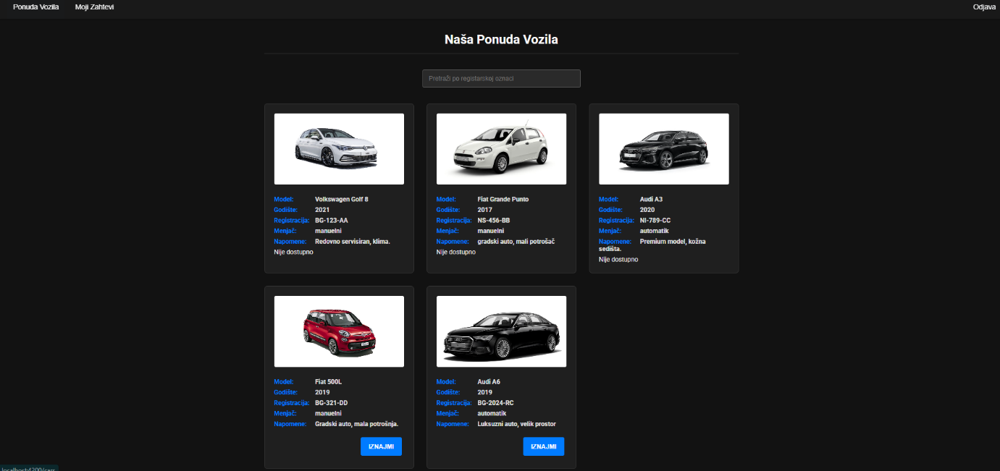 Ponuda Vozila Moji Zahtevi Odjava
Naša Ponuda Vozila
Pretraži po registarskoj oznaci
Model: Volkswagen Golf 8
Godište: 2021
Registracija: BG-123-AA
Menjač: manuelni
Napomene: Redovno servisiran, klima.
Nije dostupno
Model: Fiat Grande Punto
Godište: 2017
Registracija: NS-456-BB
Menjač: manuelni
Napomene: gradski auto, mali potrošač
Nije dostupno
Model: Audi A3
Godište: 2020
Registracija: NI-789-CC
Menjač: automatik
Napomene: Premium model, kožna
sedišta.
Nije dostupno
Model: Fiat 500L
Godište: 2019
Registracija: BG-321-DD
Menjač: manuelni
Napomene: Gradski auto, mala potrošnja.
IZNAJMI
Model: Audi A6
Godište: 2019
Registracija: BG-2024-RC
Menjač: automatik
Napomene: Luksuzni auto, velik prostor
IZNAJMI
localhost:4200/cars